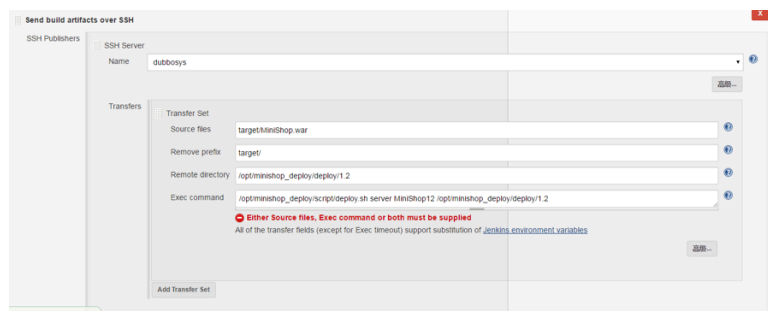 Send build artifacts over SSH
X
SSH Publishers
SSH Server
Name
dubbosys
高级...
Transfers
Transfer Set
Source files
target/MiniShop.war
Remove prefix
target/
Remote directory
/opt/minishop_deploy/deploy/1.2
Exec command
/opt/minishop_deploy/script/deploy.sh server MiniShop12 /opt/minishop_deploy/deploy/1.2
Either Source files, Exec command or both must be supplied
All of the transfer fields (except for Exec timeout) support substitution of Jenkins environment variables
高级...
Add Transfer Set